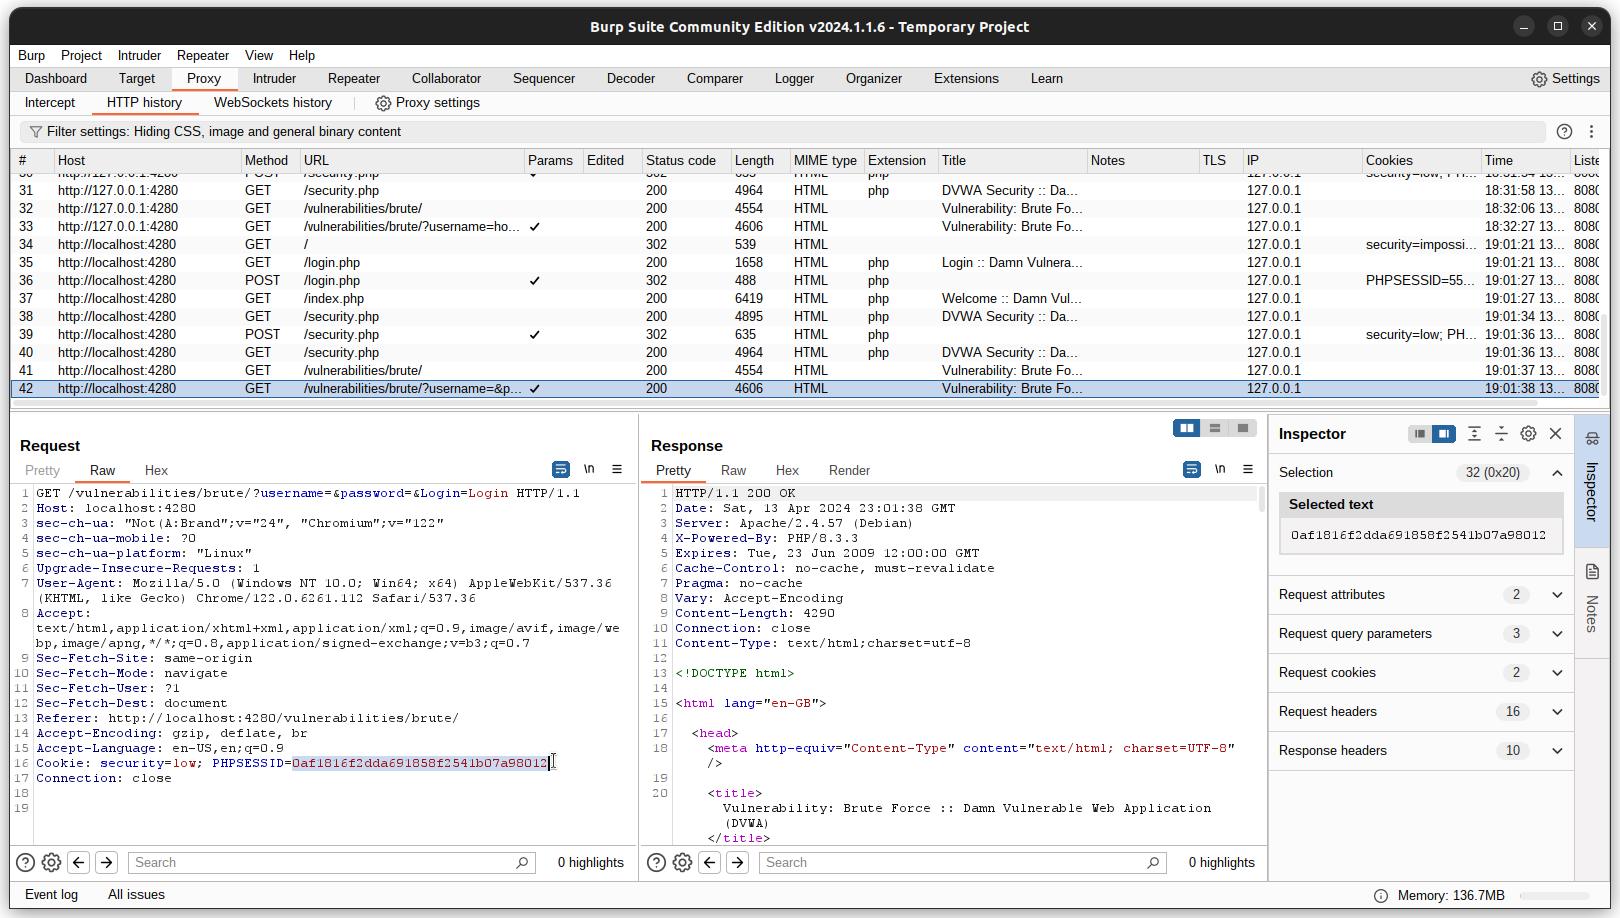 Burp Suite Community Edition v2024.1.1.6 - Temporary Project
Burp Project Intruder Repeater View Help
Dashboard Target Proxy Intruder Repeater Collaborator Sequencer Decoder Comparer Logger Organizer Extensions Learn Settings
Intercept HTTP history WebSockets history Proxy settings
Filter settings: Hiding CSS, image and general binary content
# Host Method URL Params Edited Status code Length MIME type Extension Title Notes TLS IP Cookies Time Liste
31 http://127.0.0.1:4280 GET /security.php 200 4964 HTML php DVWA Security :: Da... 127.0.0.1 18:31:58 13... 8080
32 http://127.0.0.1:4280 GET /vulnerabilities/brute/ 200 4554 HTML Vulnerability: Brute Fo... 127.0.0.1 18:32:06 13... 8080
33 http://127.0.0.1:4280 GET /vulnerabilities/brute/?username=ho... ✓ 200 4606 HTML Vulnerability: Brute Fo... 127.0.0.1 18:32:27 13... 8080
34 http://localhost:4280 GET / 302 539 HTML 127.0.0.1 security=impossi... 19:01:21 13... 8080
35 http://localhost:4280 GET /login.php 200 1658 HTML php Login :: Damn Vulnera... 127.0.0.1 19:01:21 13... 8080
36 http://localhost:4280 POST /login.php ✓ 302 488 HTML php 127.0.0.1 PHPSESSID=55... 19:01:27 13... 8080
37 http://localhost:4280 GET /index.php 200 6419 HTML php Welcome :: Damn Vul... 127.0.0.1 19:01:27 13... 8080
38 http://localhost:4280 GET /security.php 200 4895 HTML php DVWA Security :: Da... 127.0.0.1 19:01:34 13... 8080
39 http://localhost:4280 POST /security.php ✓ 302 635 HTML php 127.0.0.1 security=low; PH... 19:01:36 13... 8080
40 http://localhost:4280 GET /security.php 200 4964 HTML php DVWA Security :: Da... 127.0.0.1 19:01:36 13... 8080
41 http://localhost:4280 GET /vulnerabilities/brute/ 200 4554 HTML Vulnerability: Brute Fo... 127.0.0.1 19:01:37 13... 8080
42 http://localhost:4280 GET /vulnerabilities/brute/?username=&p... ✓ 200 4606 HTML Vulnerability: Brute Fo... 127.0.0.1 19:01:38 13... 8080
Request
Pretty Raw Hex \n
1 GET /vulnerabilities/brute/?username=&password=&Login=Login HTTP/1.1
2 Host: localhost:4280
3 sec-ch-ua: "Not(A:Brand";v="24", "Chromium";v="122"
4 sec-ch-ua-mobile: ?0
5 sec-ch-ua-platform: "Linux"
6 Upgrade-Insecure-Requests: 1
7 User-Agent: Mozilla/5.0 (Windows NT 10.0; Win64; x64) AppleWebKit/537.36
(KHTML, like Gecko) Chrome/122.0.6261.112 Safari/537.36
8 Accept:
text/html,application/xhtml+xml,application/xml;q=0.9,image/avif,image/we
bp,image/apng,*/*;q=0.8,application/signed-exchange;v=b3;q=0.7
9 Sec-Fetch-Site: same-origin
10 Sec-Fetch-Mode: navigate
11 Sec-Fetch-User: ?1
12 Sec-Fetch-Dest: document
13 Referer: http://localhost:4280/vulnerabilities/brute/
14 Accept-Encoding: gzip, deflate, br
15 Accept-Language: en-US,en;q=0.9
16 Cookie: security=low; PHPSESSID=0af1816f2dda691858f2541b07a98012
17 Connection: close
18
19
Search 0 highlights
Response
Pretty Raw Hex Render \n
1 HTTP/1.1 200 OK
2 Date: Sat, 13 Apr 2024 23:01:38 GMT
3 Server: Apache/2.4.57 (Debian)
4 X-Powered-By: PHP/8.3.3
5 Expires: Tue, 23 Jun 2009 12:00:00 GMT
6 Cache-Control: no-cache, must-revalidate
7 Pragma: no-cache
8 Vary: Accept-Encoding
9 Content-Length: 4290
10 Connection: close
11 Content-Type: text/html;charset=utf-8
12
13 <!DOCTYPE html>
14
15 <html lang="en-GB">
16
17 <head>
18 <meta http-equiv="Content-Type" content="text/html; charset=UTF-8"
/>
19
20 <title>
Vulnerability: Brute Force :: Damn Vulnerable Web Application
(DVWA)
</title>
Search 0 highlights
Inspector
Selection 32 (0x20)
Selected text
0af1816f2dda691858f2541b07a98012
Request attributes 2
Request query parameters 3
Request cookies 2
Request headers 16
Response headers 10
Inspector
Notes
Event log All issues Memory: 136.7MB